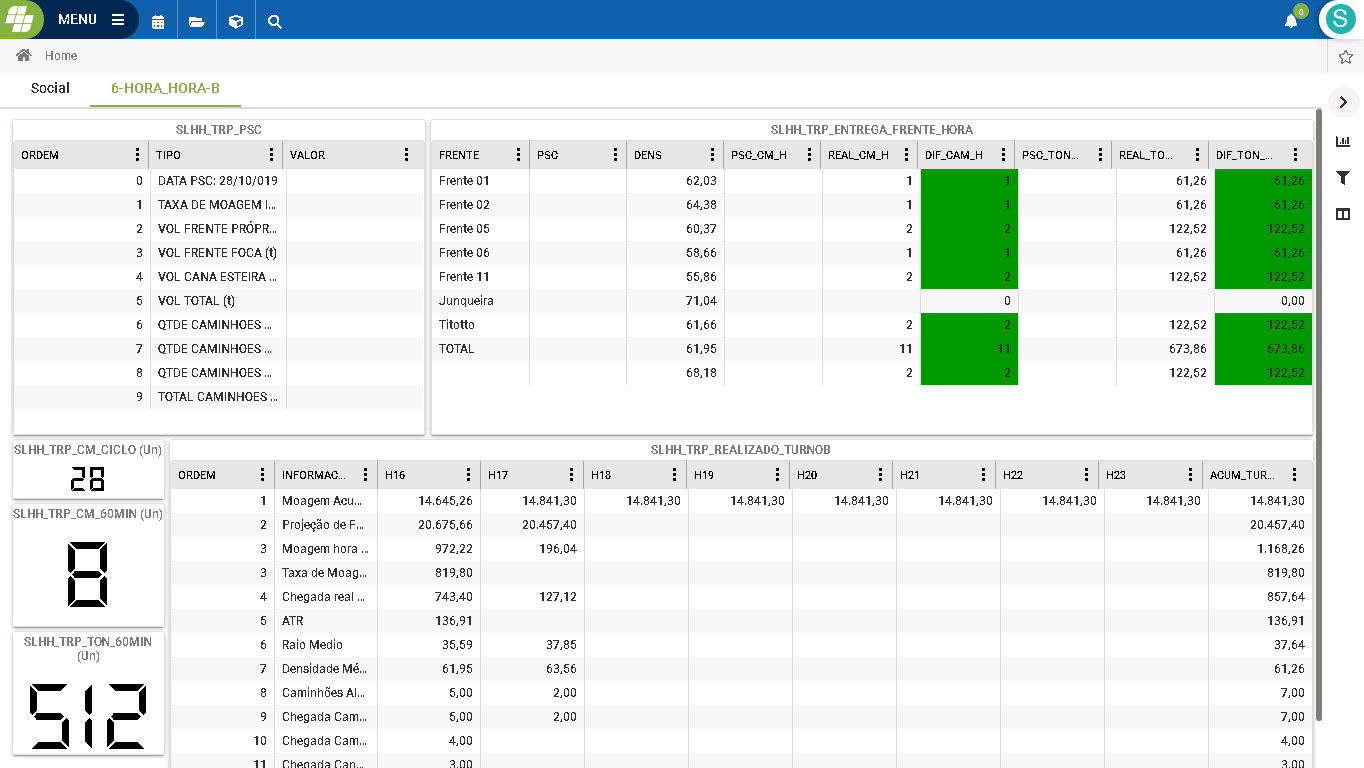 MENU
0
S
Home
Social 6-HORA_HORA-B
SLHH_TRP_PSC
ORDEM TIPO VALOR
0 DATA PSC: 28/10/019
1 TAXA DE MOAGEM I...
2 VOL FRENTE PRÓPR...
3 VOL FRENTE FOCA (t)
4 VOL CANA ESTEIRA ...
5 VOL TOTAL (t)
6 QTDE CAMINHOES ...
7 QTDE CAMINHOES ...
8 QTDE CAMINHOES ...
9 TOTAL CAMINHOES ...
SLHH_TRP_ENTREGA_FRENTE_HORA
FRENTE PSC DENS PSC_CM_H REAL_CM_H DIF_CAM_H PSC_TON... REAL_TO... DIF_TON_...
Frente 01 62,03 1 1 61,26 61,26
Frente 02 64,38 1 1 61,26 61,26
Frente 05 60,37 2 2 122,52 122,52
Frente 06 58,66 1 1 61,26 61,26
Frente 11 55,86 2 2 122,52 122,52
Junqueira 71,04 0 0,00
Titotto 61,66 2 2 122,52 122,52
TOTAL 61,95 11 11 673,86 673,86
68,18 2 2 122,52 122,52
SLHH_TRP_CM_CICLO (Un)
28
SLHH_TRP_CM_60MIN (Un)
8
SLHH_TRP_TON_60MIN
(Un)
512
SLHH_TRP_REALIZADO_TURNOB
ORDEM INFORMAC... H16 H17 H18 H19 H20 H21 H22 H23 ACUM_TUR...
1 Moagem Acu... 14.645,26 14.841,30 14.841,30 14.841,30 14.841,30 14.841,30 14.841,30 14.841,30 14.841,30
2 Projeção de F... 20.675,66 20.457,40 20.457,40
3 Moagem hora ... 972,22 196,04 1.168,26
3 Taxa de Moag... 819,80 819,80
4 Chegada real ... 743,40 127,12 857,64
5 ATR 136,91 136,91
6 Raio Medio 35,59 37,85 37,64
7 Densidade Mé... 61,95 63,56 61,26
8 Caminhões Al... 5,00 2,00 7,00
9 Chegada Cam... 5,00 2,00 7,00
10 Chegada Cam... 4,00 4,00
11 Chegada Can... 3,00 3,00